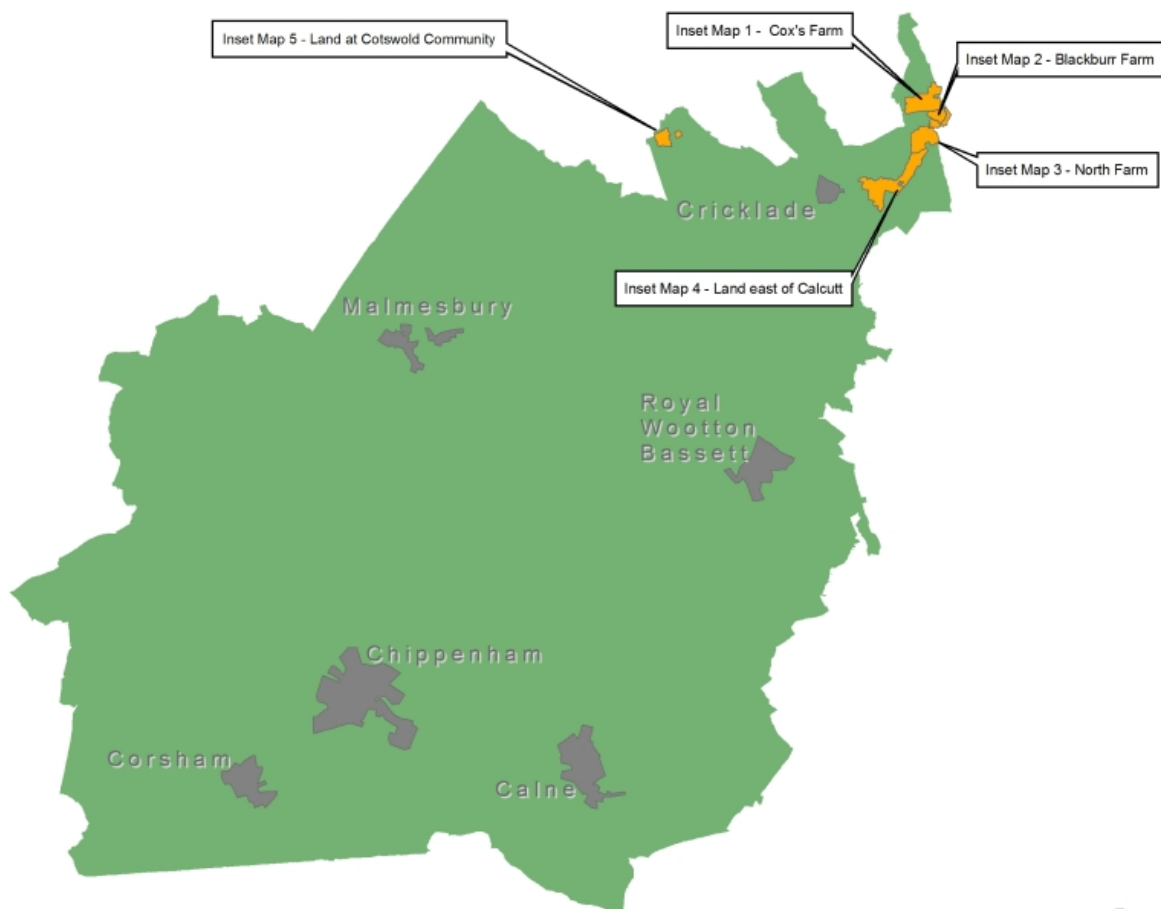 Inset Map 5 - Land at Cotswold Community
Inset Map 1 - Cox's Farm
Inset Map 2 - Blackburr Farm
Inset Map 3 - North Farm
Cricklade
Inset Map 4 - Land east of Calcutt
Malmesbury
Royal
Wootton
Bassett
Chippenham
Corsham
Calne